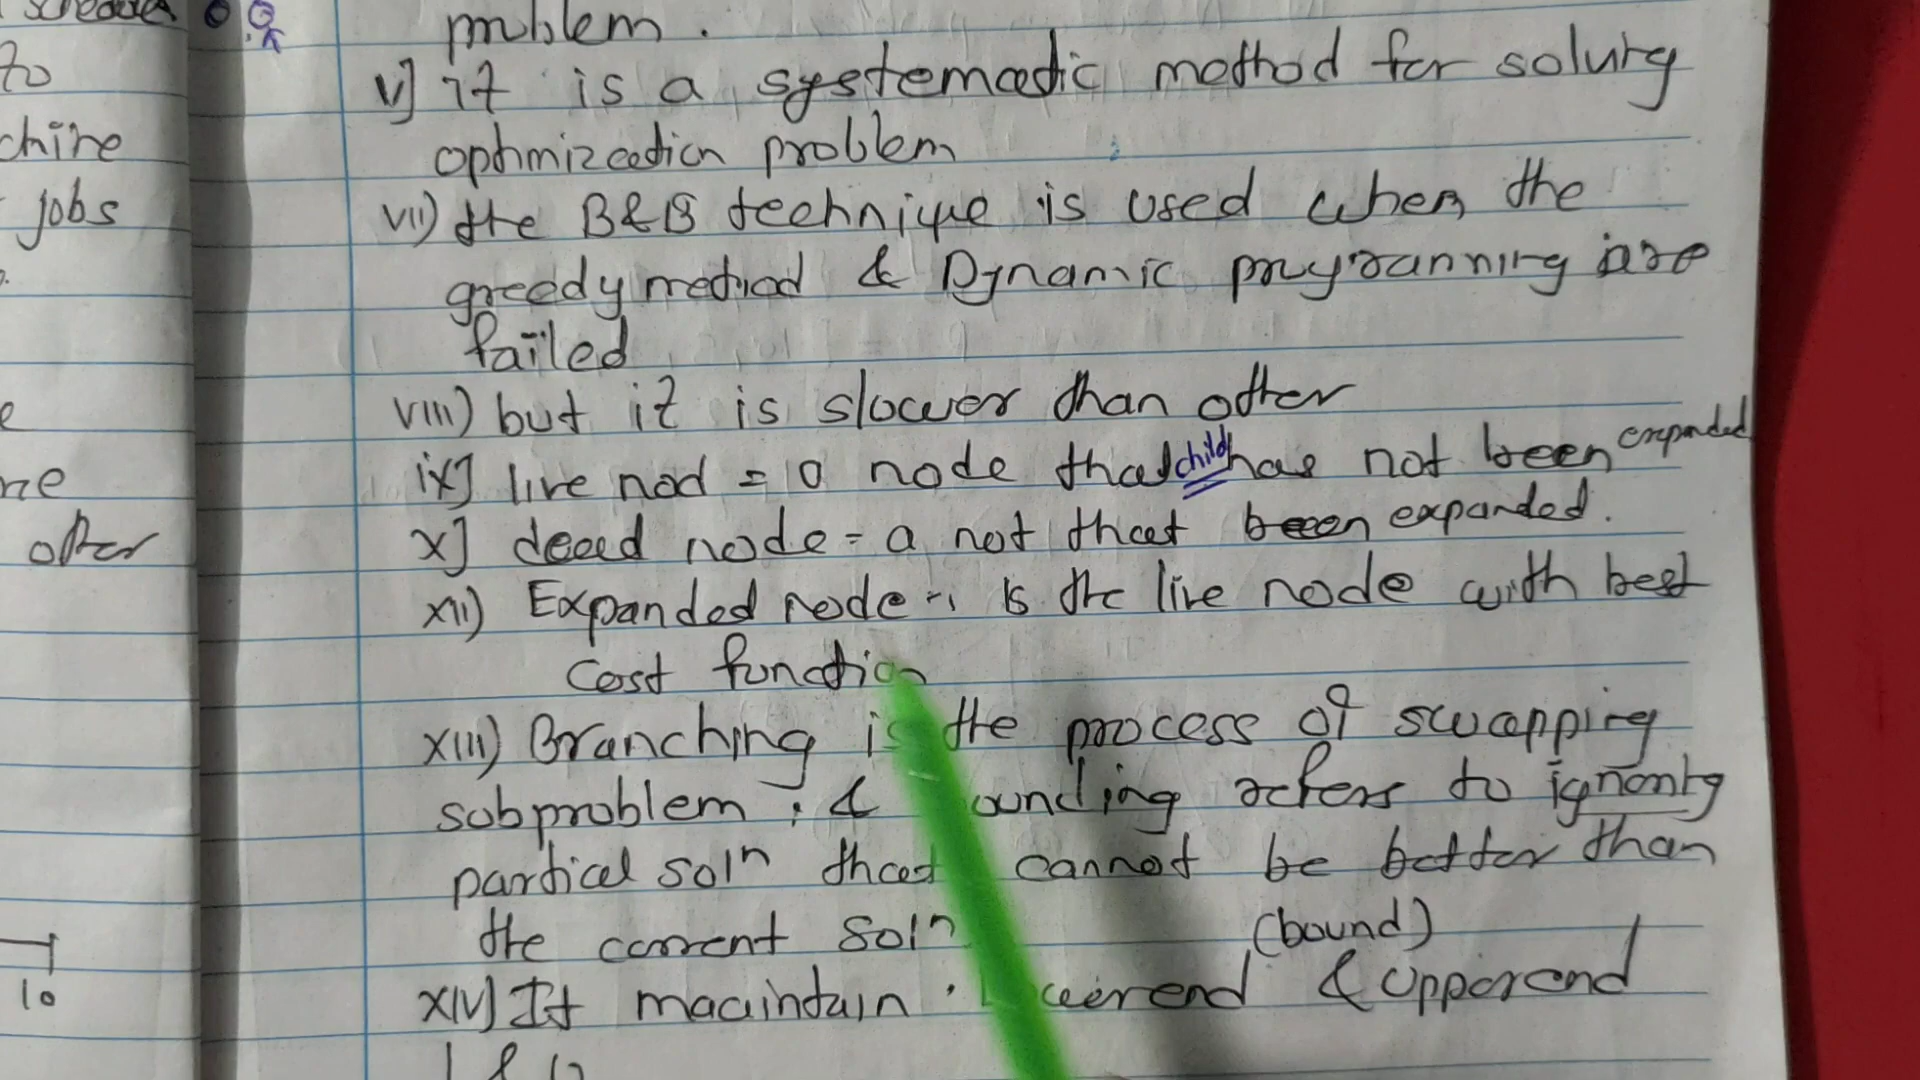 to
chine
jobs
e
ne
other
10
problem.
v] it is a systematic method for solving
optimization problem
vii) the B&B technique is used when the
greedy method & Dynamic programming are
failed
viii) but it is slower than other
ix] live nod = a node that child has not been expanded
x] dead node = a not that been expanded.
xii) Expanded node -: is the live node with best
Cost function
xiii) Branching is the process of swapping
subproblem ; & ounding refers to ignoring
partical soln that cannot be better than
the current soln (bound)
xiv) It maintain & upperend